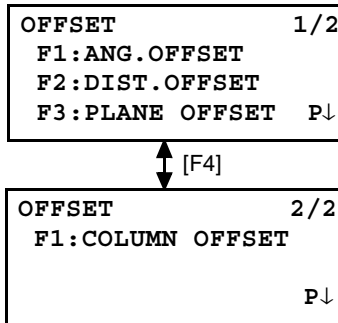 OFFSET 1/2
F1:ANG.OFFSET
F2:DIST.OFFSET
F3:PLANE OFFSET P↓
[F4]
OFFSET 2/2
F1:COLUMN OFFSET
P↓